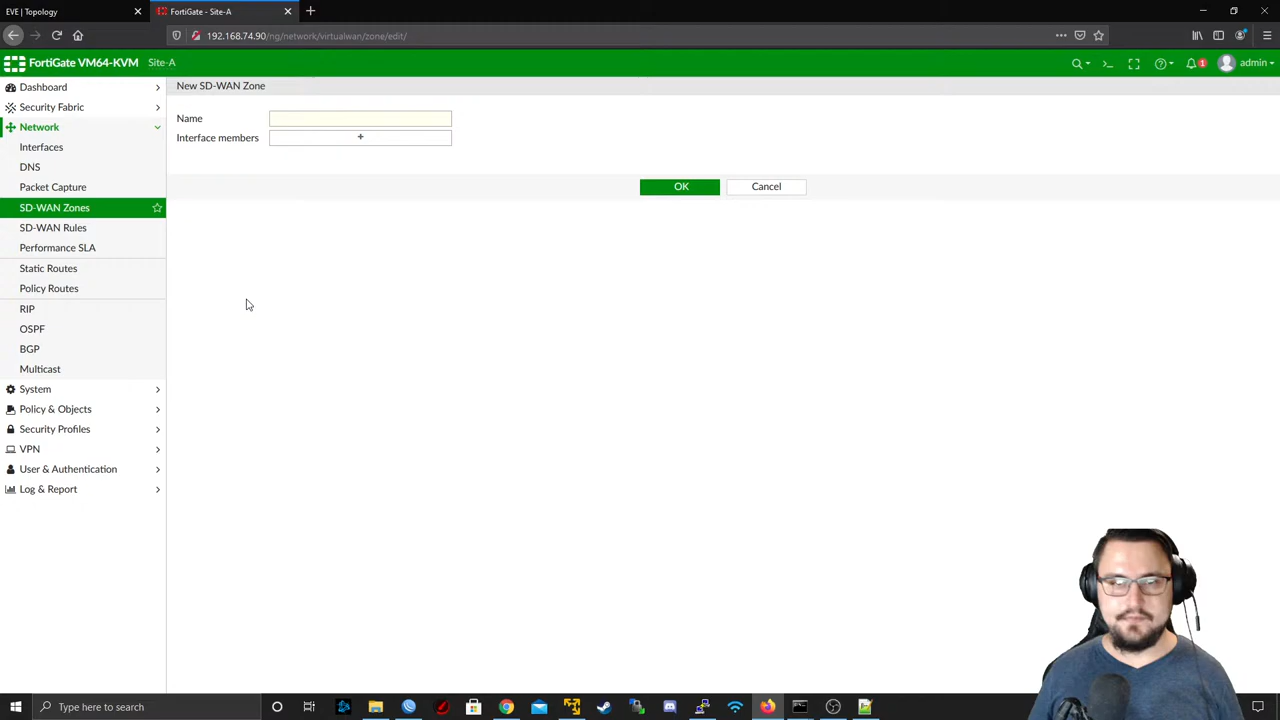 EVE | Topology
FortiGate - Site-A
192.168.74.90/ng/network/virtualwan/zone/edit/
FortiGate VM64-KVM Site-A
1
admin
Dashboard
Security Fabric
Network
Interfaces
DNS
Packet Capture
SD-WAN Zones
SD-WAN Rules
Performance SLA
Static Routes
Policy Routes
RIP
OSPF
BGP
Multicast
System
Policy & Objects
Security Profiles
VPN
User & Authentication
Log & Report
New SD-WAN Zone
Name
Interface members
OK Cancel
Type here to search